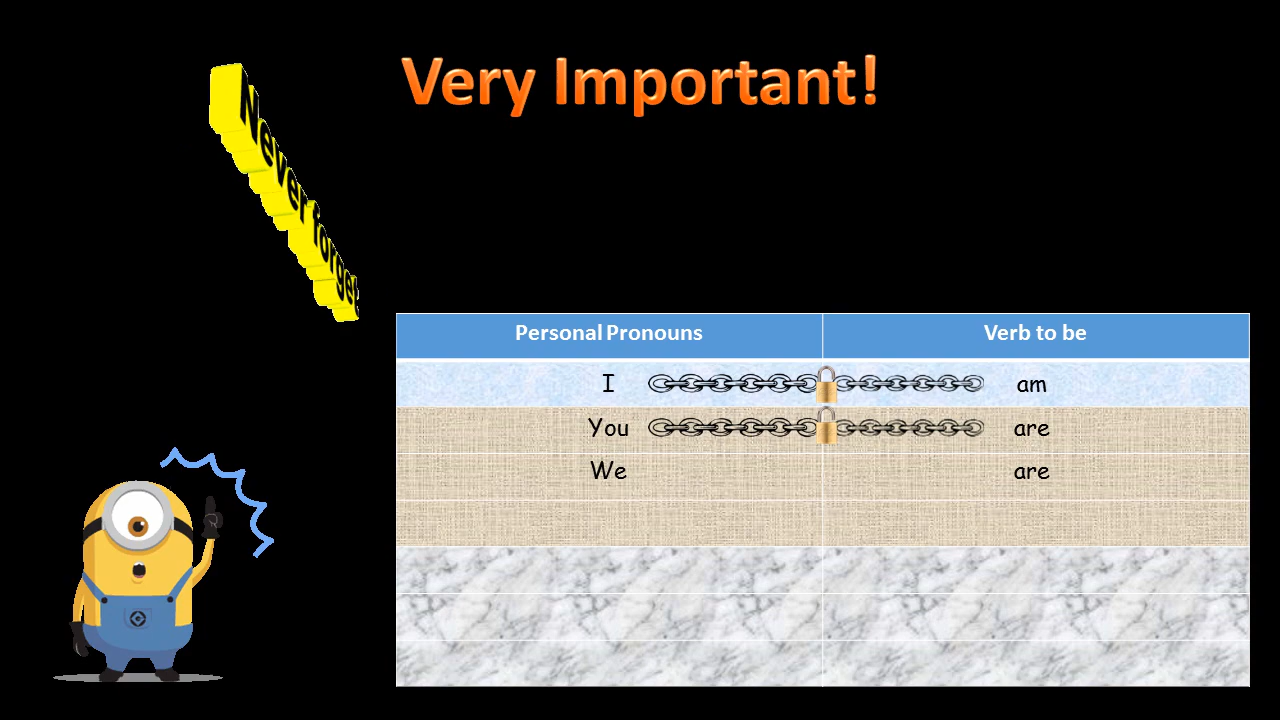 Very Important!
Never forget
Personal Pronouns Verb to be
I am
You are
We are